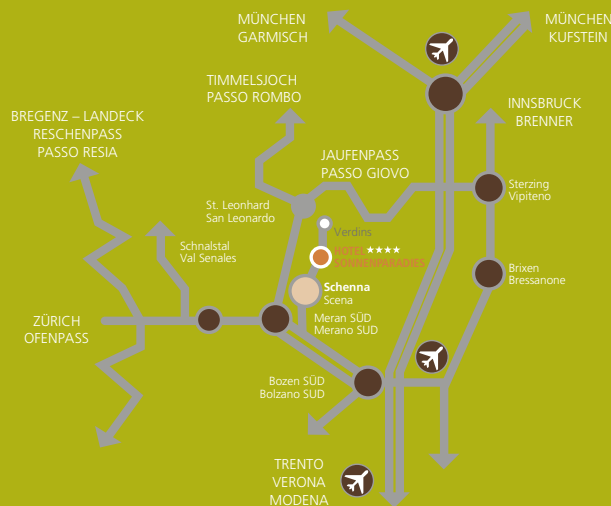 MÜNCHEN
GARMISCH
MÜNCHEN
KUFSTEIN
TIMMELSJOCH
PASSO ROMBO
INNSBRUCK
BRENNER
BREGENZ – LANDECK
RESCHENPASS
PASSO RESIA
JAUFENPASS
PASSO GIOVO
Sterzing
Vipiteno
St. Leonhard
San Leonardo
Verdins
Schnalstal
Val Senales
HOTEL ★★★★
SONNENPARADIES
Brixen
Bressanone
Schenna
Scena
Meran SÜD
Merano SUD
ZÜRICH
OFENPASS
Bozen SÜD
Bolzano SUD
TRENTO
VERONA
MODENA